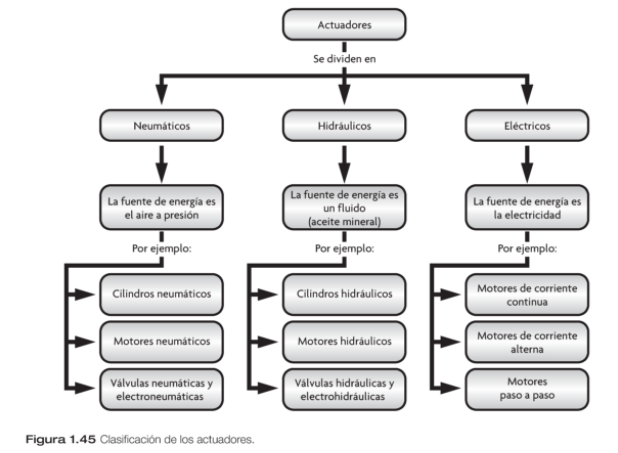 Actuadores
Se dividen en
Neumáticos
Hidráulicos
Eléctricos
La fuente de energía es
el aire a presión
La fuente de energía es
un fluido
(aceite mineral)
La fuente de energía es
la electricidad
Por ejemplo:
Por ejemplo:
Por ejemplo:
Cilindros neumáticos
Motores neumáticos
Válvulas neumáticas y
electroneumáticas
Cilindros hidráulicos
Motores hidráulicos
Válvulas hidráulicas y
electrohidráulicas
Motores de corriente
continua
Motores de corriente
alterna
Motores
paso a paso
Figura 1.45 Clasificación de los actuadores.